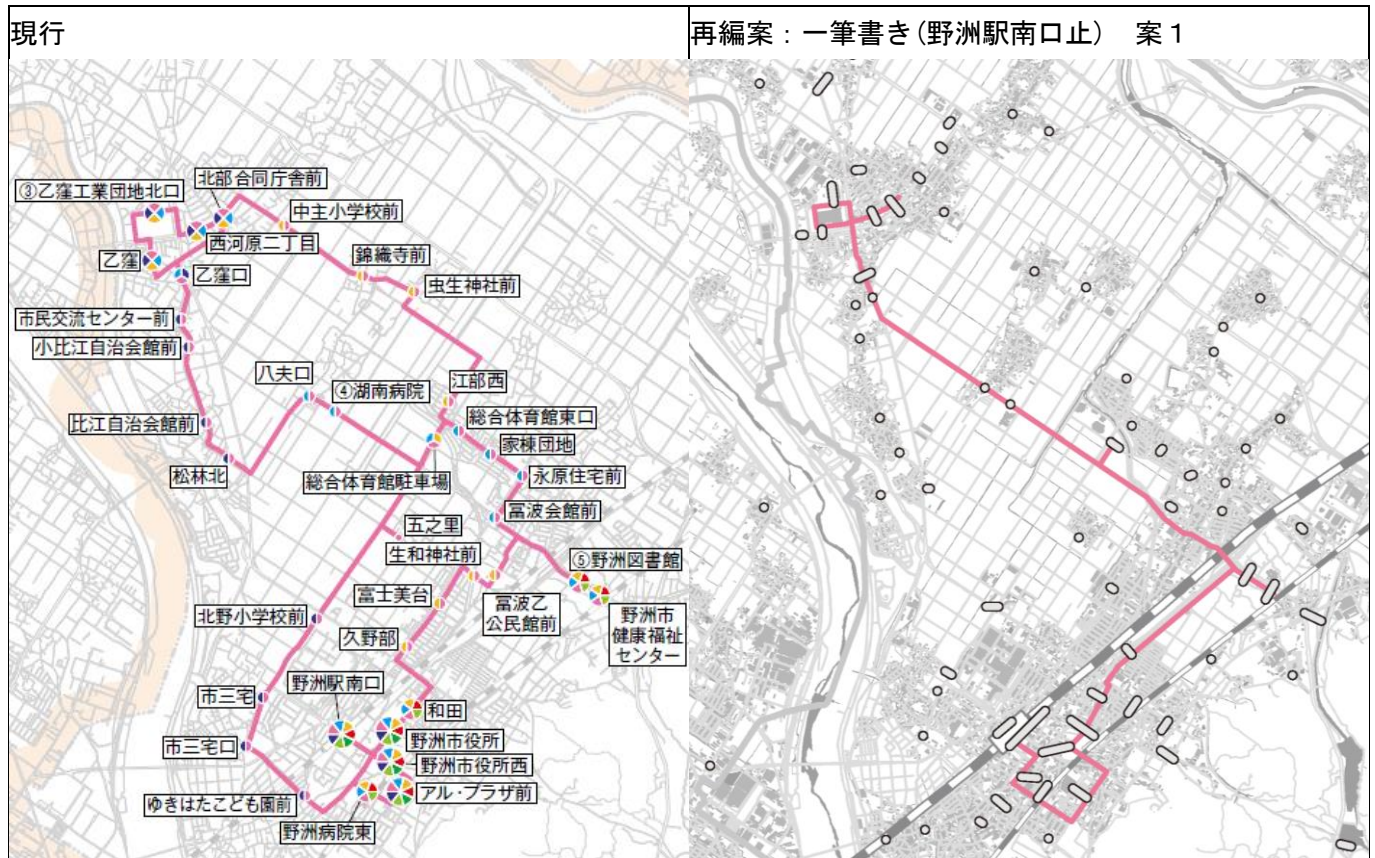 現行
再編案：一筆書き(野洲駅南口止)　案１
③乙窪工業団地北口
北部合同庁舎前
中主小学校前
西河原二丁目
錦織寺前
乙窪
乙窪口
虫生神社前
市民交流センター前
小比江自治会館前
八夫口
④湖南病院
江部西
総合体育館東口
比江自治会館前
家棟団地
松林北
総合体育館駐車場
永原住宅前
冨波会館前
五之里
生和神社前
⑤野洲図書館
富士美台
冨波乙
公民館前
野洲市
健康福祉
センター
北野小学校前
久野部
野洲駅南口
市三宅
和田
野洲市役所
市三宅口
野洲市役所西
アル・プラザ前
ゆきはたこども園前
野洲病院東